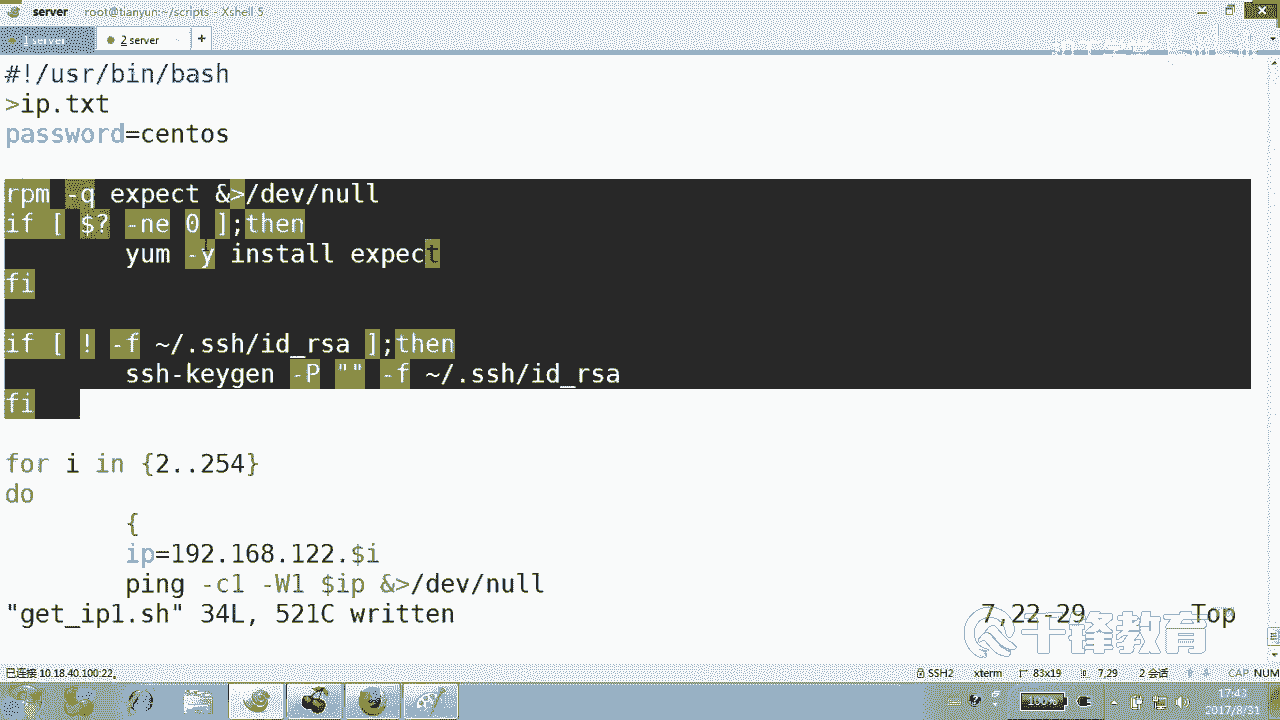 server root@tianyun:~/scripts - Xshell 5
1 server
2 server
+
#!/usr/bin/bash
>ip.txt
password=centos
rpm -q expect &>/dev/null
if [ $? -ne 0 ];then
yum -y install expect
fi
if [ ! -f ~/.ssh/id_rsa ];then
ssh-keygen -P "" -f ~/.ssh/id_rsa
fi
for i in {2..254}
do
{
ip=192.168.122.$i
ping -c1 -W1 $ip &>/dev/null
"get_ip1.sh" 34L, 521C written 7,22-29 Top
千锋教育
已连接 10.18.40.100:22。 SSH2 xterm 83x19 7,29 2 会话 CAP NUM
100%
17:43
2017/8/31